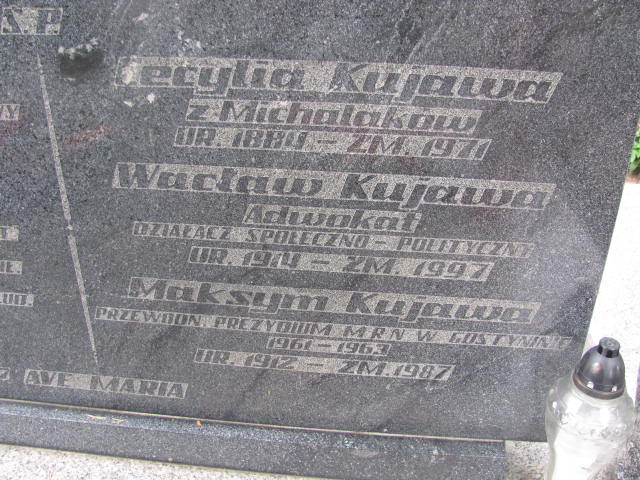 Ś.P.
Cecylia Kujawa
z Michalaków
UR. 1884 – ZM. 1971
Wacław Kujawa
Adwokat
DZIAŁACZ SPOŁECZNO – POLITYCZNY
UR. 1914 – ZM. 1997
Maksym Kujawa
PRZEWODN. PREZYDIUM M.R.N W GOSTYNINIE
1961 – 1963
UR. 1912 – ZM. 1987
AVE MARIA